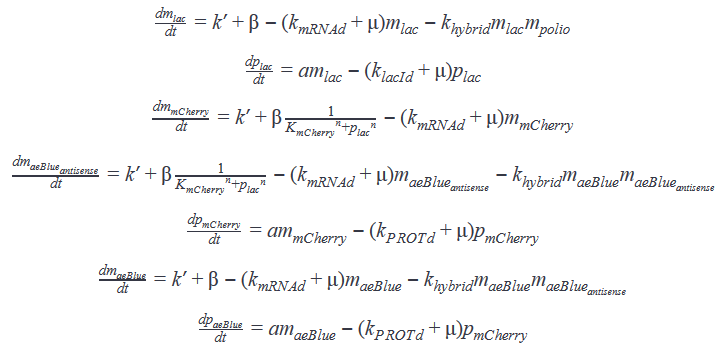 dm_lac/dt = k′ + β − (k_mRNAd + μ)m_lac − k_hybrid m_lac m_polio
dp_lac/dt = am_lac − (k_lacId + μ)p_lac
dm_mCherry/dt = k′ + β 1/(K_mCherry^n + p_lac^n) − (k_mRNAd + μ)m_mCherry
dm_aeBlue_antisense/dt = k′ + β 1/(K_mCherry^n + p_lac^n) − (k_mRNAd + μ)m_aeBlue_antisense − k_hybrid m_aeBlue m_aeBlue_antisense
dp_mCherry/dt = am_mCherry − (k_PROTd + μ)p_mCherry
dm_aeBlue/dt = k′ + β − (k_mRNAd + μ)m_aeBlue − k_hybrid m_aeBlue m_aeBlue_antisense
dp_aeBlue/dt = am_aeBlue − (k_PROTd + μ)p_mCherry